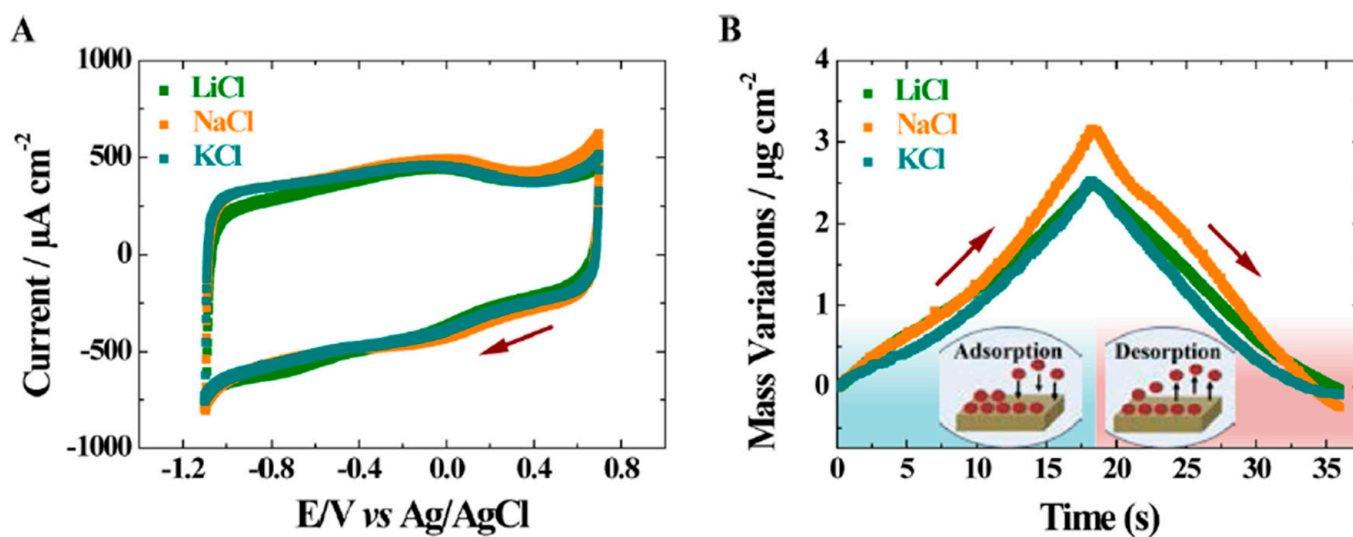 A
1000
500
0
-500
-1000
LiCl
NaCl
KCl
-1.2
-0.8
-0.4
0.0
0.4
0.8
Current / µA cm⁻²
E/V vs Ag/AgCl
B
4
3
2
1
0
LiCl
NaCl
KCl
Adsorption
Desorption
0
5
10
15
20
25
30
35
Mass Variations / µg cm⁻²
Time (s)